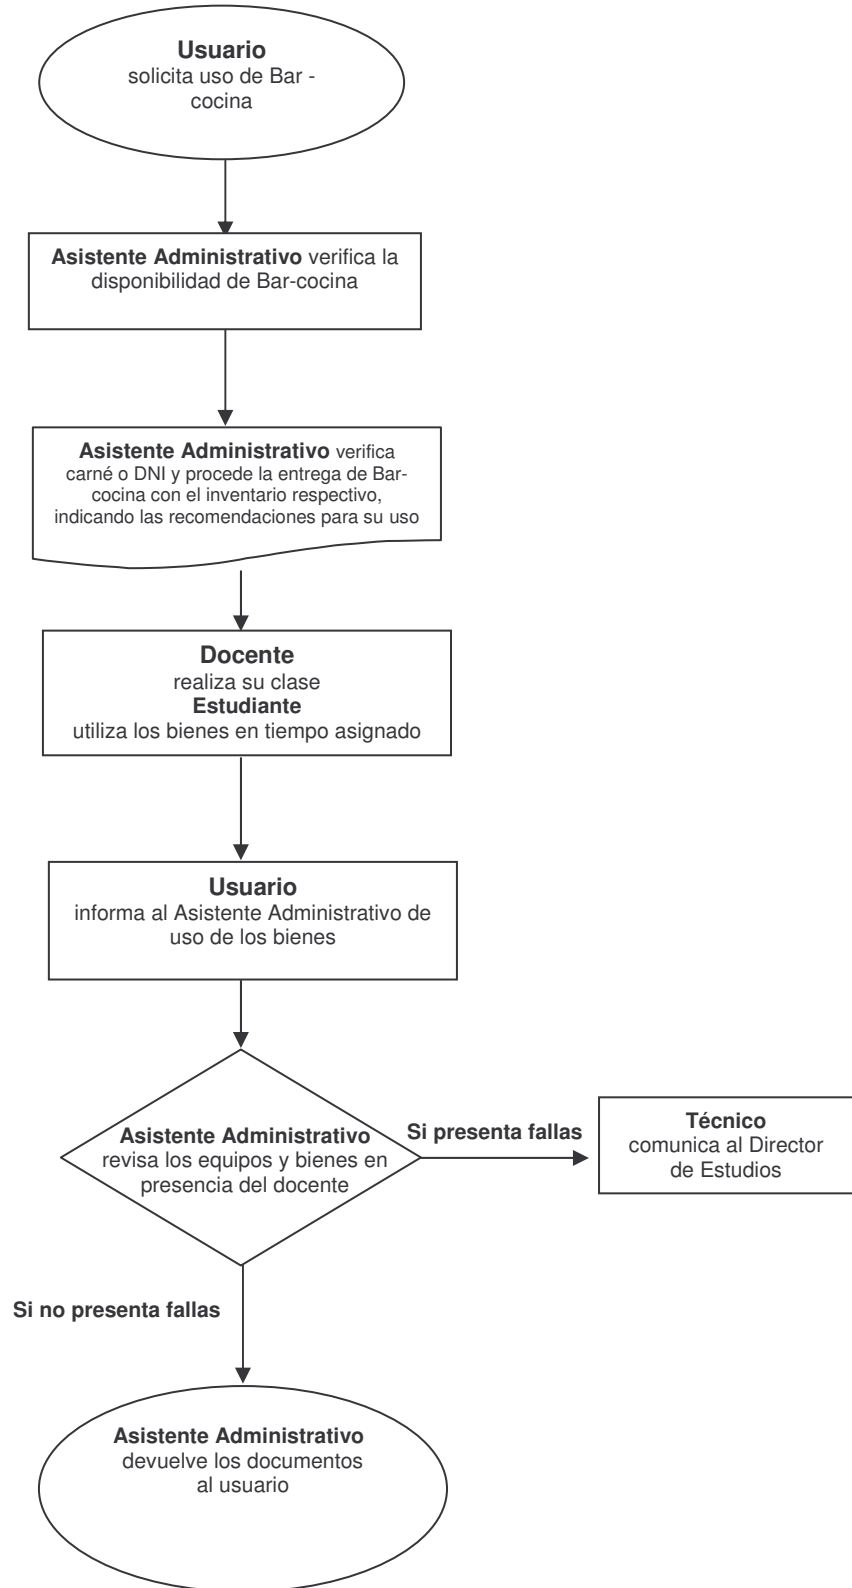 Usuario
solicita uso de Bar -
cocina
Asistente Administrativo verifica la
disponibilidad de Bar-cocina
Asistente Administrativo verifica
carné o DNI y procede la entrega de Bar-
cocina con el inventario respectivo,
indicando las recomendaciones para su uso
Docente
realiza su clase
Estudiante
utiliza los bienes en tiempo asignado
Usuario
informa al Asistente Administrativo de
uso de los bienes
Asistente Administrativo
revisa los equipos y bienes en
presencia del docente
Si presenta fallas
Técnico
comunica al Director
de Estudios
Si no presenta fallas
Asistente Administrativo
devuelve los documentos
al usuario